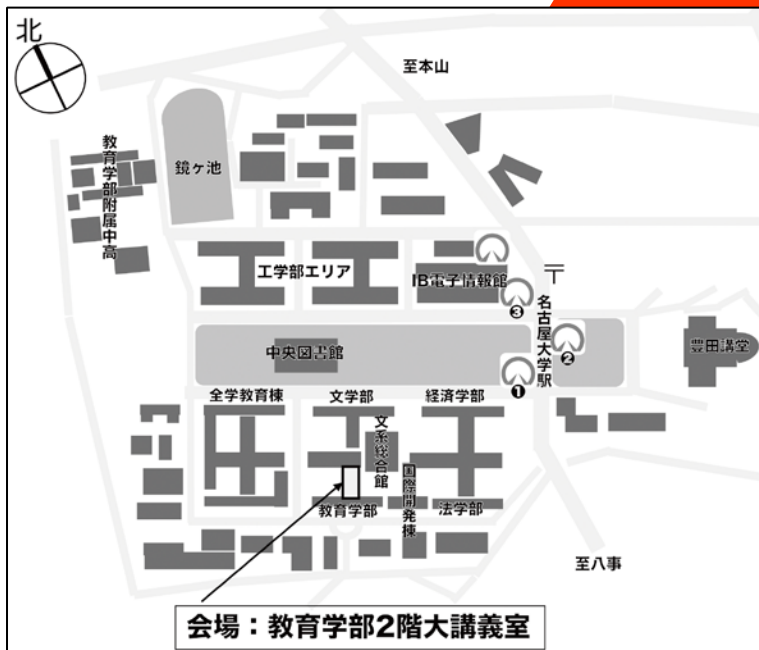 北
至本山
教育学部附属中高
鏡ヶ池
工学部エリア
IB電子情報館
〒
❸
名古屋大学駅
❷
中央図書館
豊田講堂
❶
全学教育棟
文学部
経済学部
文系総合館
国際開発棟
教育学部
法学部
至八事
会場：教育学部2階大講義室